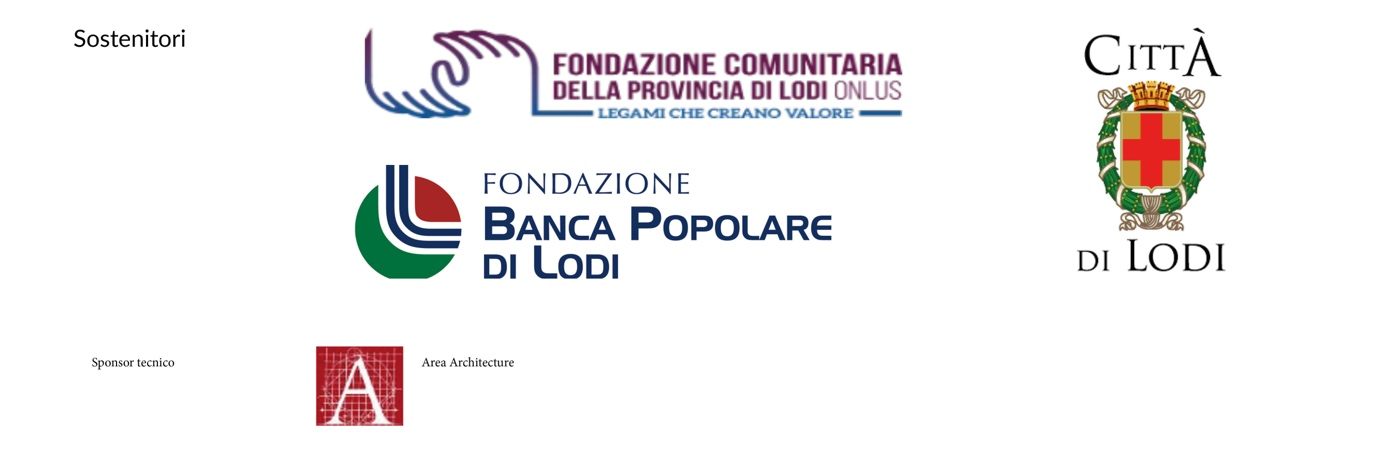 Sostenitori
FONDAZIONE COMUNITARIA
DELLA PROVINCIA DI LODI ONLUS
LEGAMI CHE CREANO VALORE
CITTÀ
DI LODI
FONDAZIONE
BANCA POPOLARE
DI LODI
Sponsor tecnico
A
Area Architecture